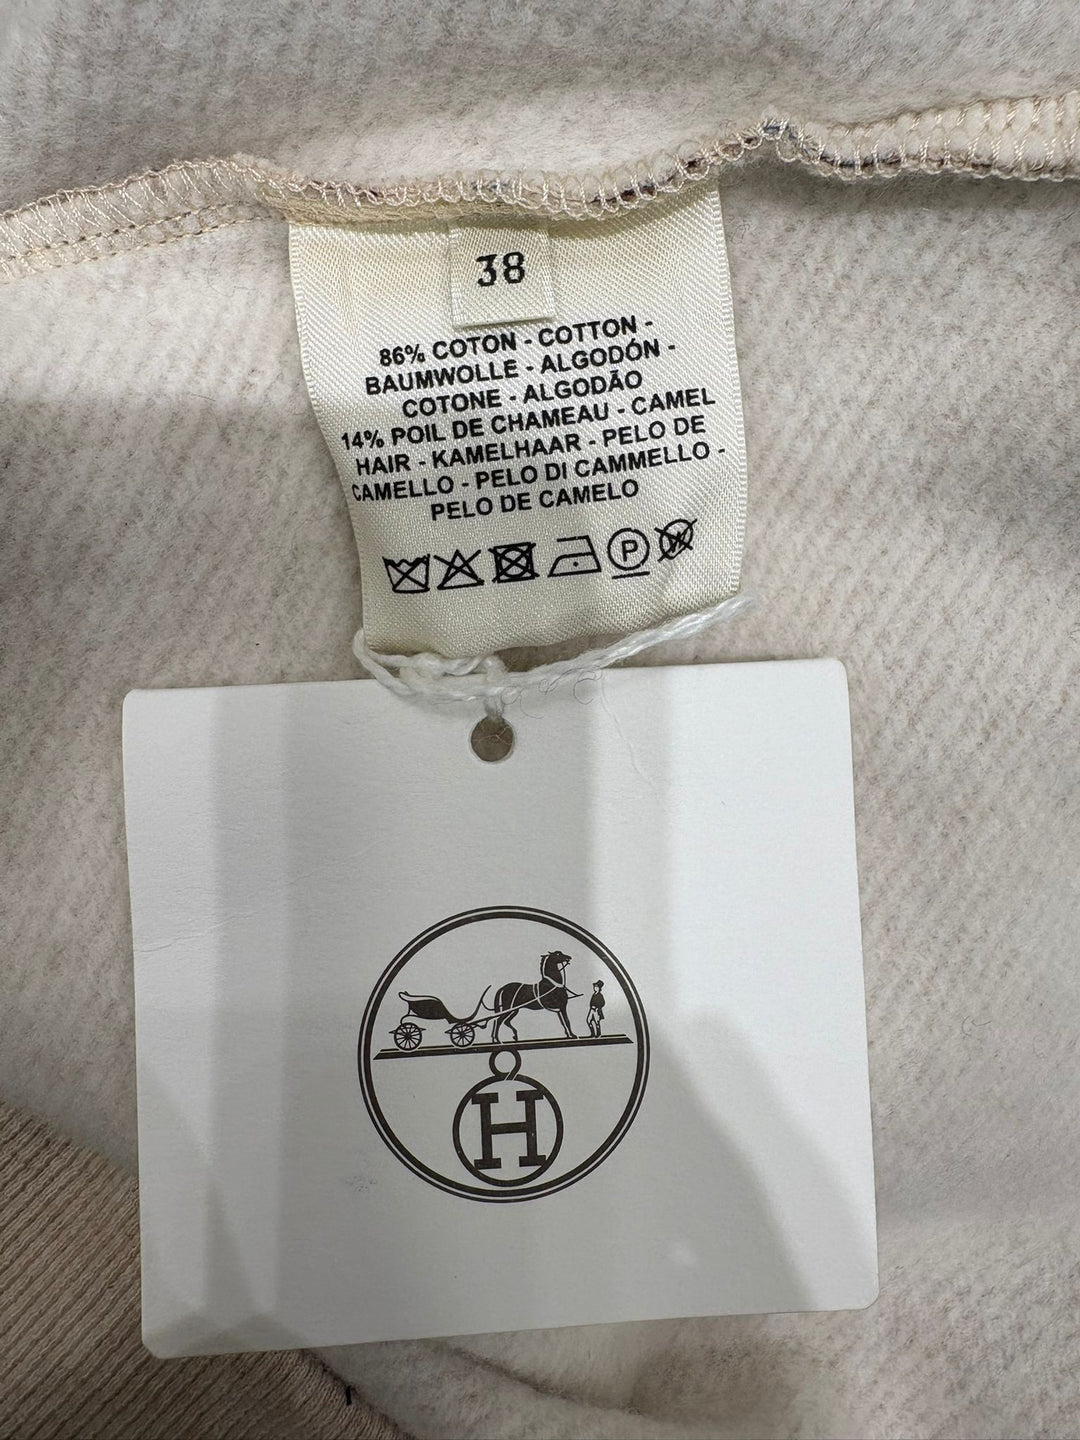 38
86% COTON - COTTON -
BAUMWOLLE - ALGODÓN -
COTONE - ALGODÃO
14% POIL DE CHAMEAU - CAMEL
HAIR - KAMELHAAR - PELO DE
CAMELLO - PELO DI CAMMELLO -
PELO DE CAMELO
P W
H